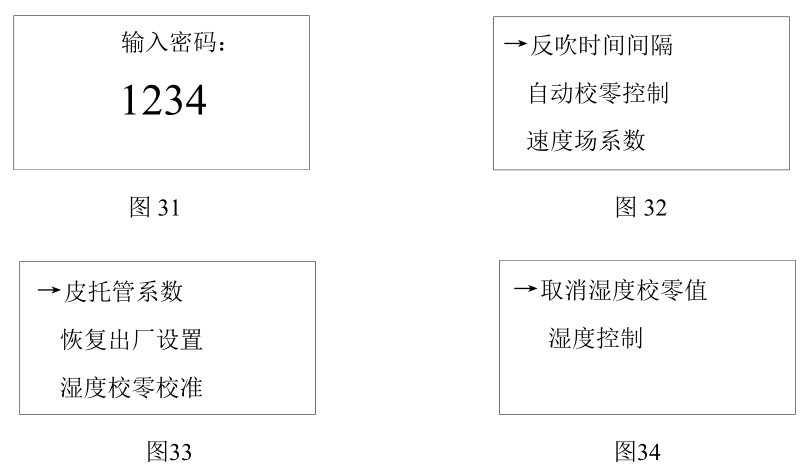 输入密码：
1234
图 31
→反吹时间间隔
自动校零控制
速度场系数
图 32
→皮托管系数
恢复出厂设置
湿度校零校准
图33
→取消湿度校零值
湿度控制
图34